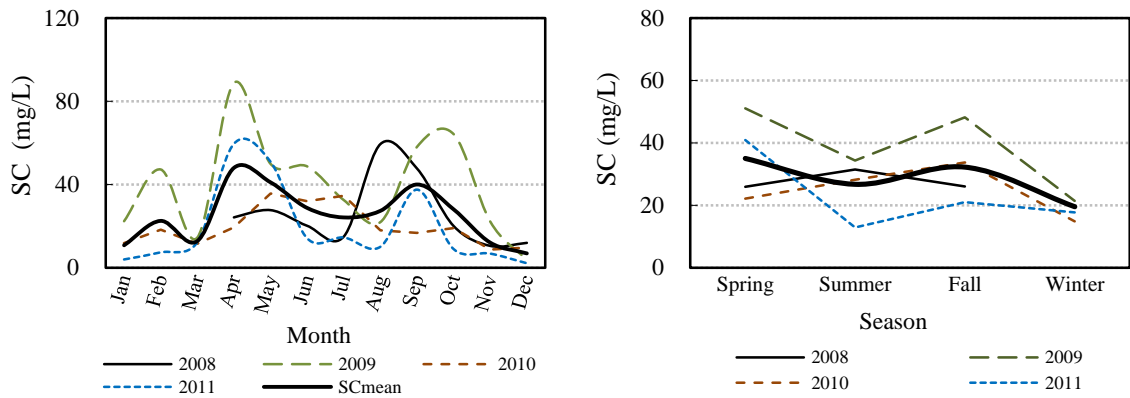 120
80
40
0
SC (mg/L)
Jan Feb Mar Apr May Jun Jul Aug Sep Oct Nov Dec
Month
2008 2009 2010
2011 SCmean
80
60
40
20
0
SC (mg/L)
Spring Summer Fall Winter
Season
2008 2009
2010 2011